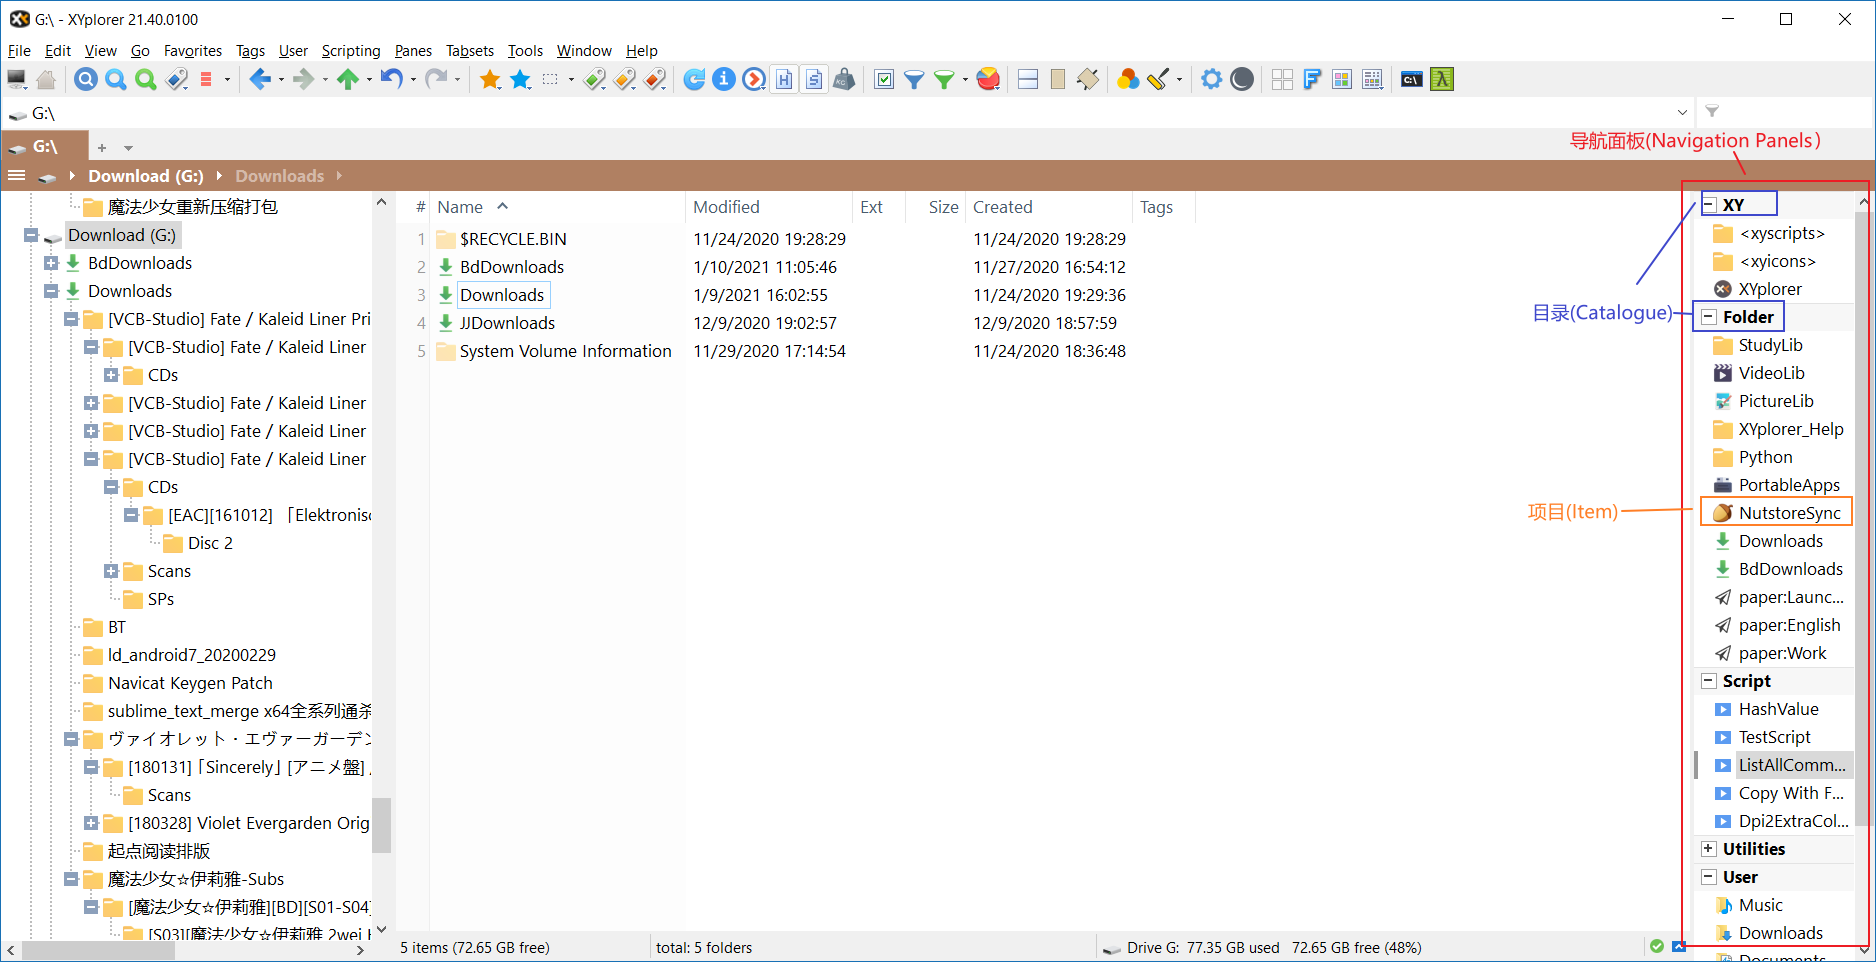 G:\ - XYplorer 21.40.0100
File Edit View Go Favorites Tags User Scripting Panes Tabsets Tools Window Help
G:\
G:\
导航面板(Navigation Panels)
Download (G:) Downloads
魔法少女重新压缩打包
Download (G:)
BdDownloads
Downloads
[VCB-Studio] Fate / Kaleid Liner Pri
[VCB-Studio] Fate / Kaleid Liner
CDs
[VCB-Studio] Fate / Kaleid Liner
[VCB-Studio] Fate / Kaleid Liner
[VCB-Studio] Fate / Kaleid Liner
CDs
[EAC][161012] 「Elektronisc
Disc 2
Scans
SPs
BT
ld_android7_20200229
Navicat Keygen Patch
sublime_text_merge x64全系列通杀
ヴァイオレット・エヴァーガーデン
[180131]「Sincerely」[アニメ盤]
Scans
[180328] Violet Evergarden Orig
起点阅读排版
魔法少女☆伊莉雅-Subs
[魔法少女☆伊莉雅][BD][S01-S04]
[S03][魔法少女☆伊莉雅 2wei
# Name Modified Ext Size Created Tags
1 $RECYCLE.BIN 11/24/2020 19:28:29 11/24/2020 19:28:29
2 BdDownloads 1/10/2021 11:05:46 11/27/2020 16:54:12
3 Downloads 1/9/2021 16:02:55 11/24/2020 19:29:36
4 JJDownloads 12/9/2020 19:02:57 12/9/2020 18:57:59
5 System Volume Information 11/29/2020 17:14:54 11/24/2020 18:36:48
目录(Catalogue)
项目(Item)
XY
<xyscripts>
<xyicons>
XYplorer
Folder
StudyLib
VideoLib
PictureLib
XYplorer_Help
Python
PortableApps
NutstoreSync
Downloads
BdDownloads
paper:Launc...
paper:English
paper:Work
Script
HashValue
TestScript
ListAllComm...
Copy With F...
Dpi2ExtraCol...
Utilities
User
Music
Downloads
Documents
5 items (72.65 GB free) total: 5 folders Drive G: 77.35 GB used 72.65 GB free (48%)